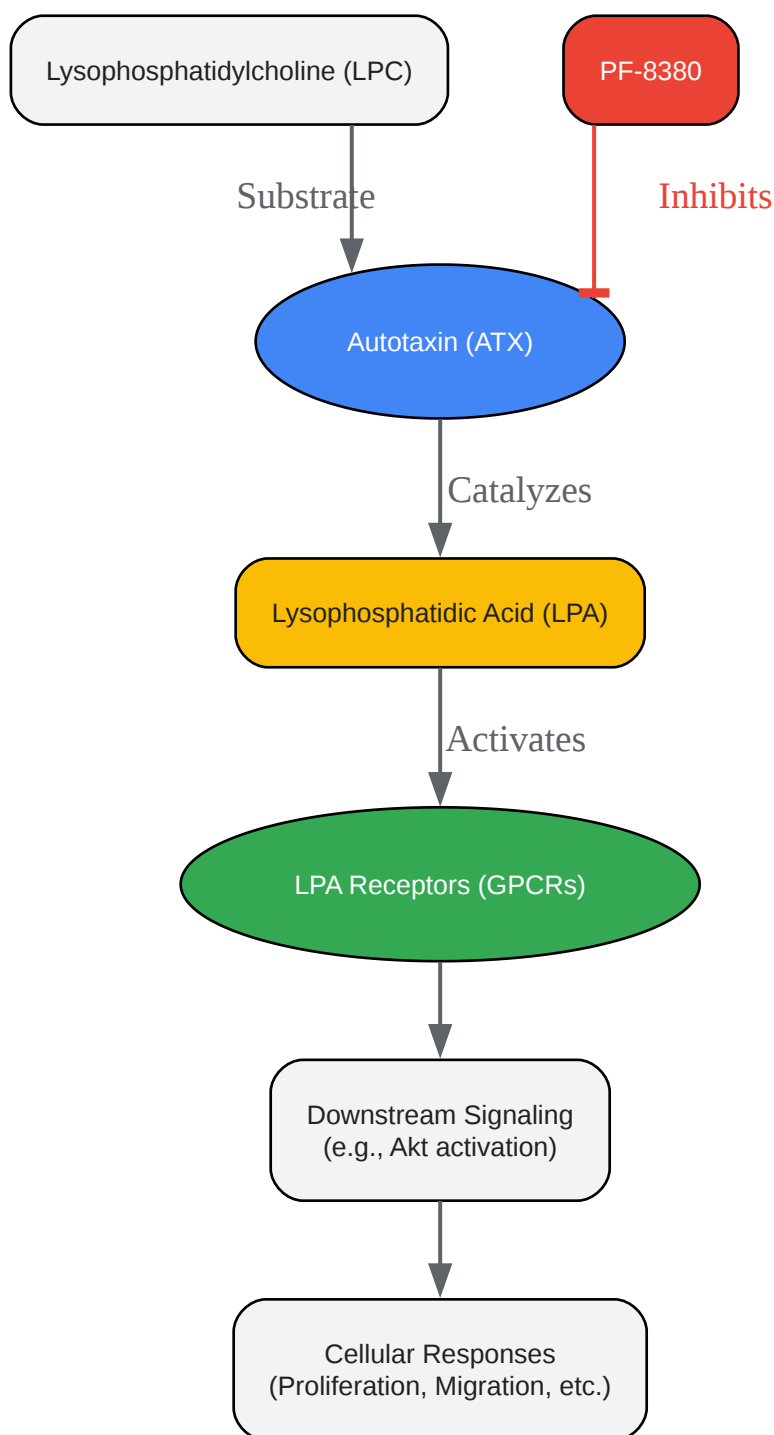 Lysophosphatidylcholine (LPC)
PF-8380
Substrate
Inhibits
Autotaxin (ATX)
Catalyzes
Lysophosphatidic Acid (LPA)
Activates
LPA Receptors (GPCRs)
Downstream Signaling
(e.g., Akt activation)
Cellular Responses
(Proliferation, Migration, etc.)